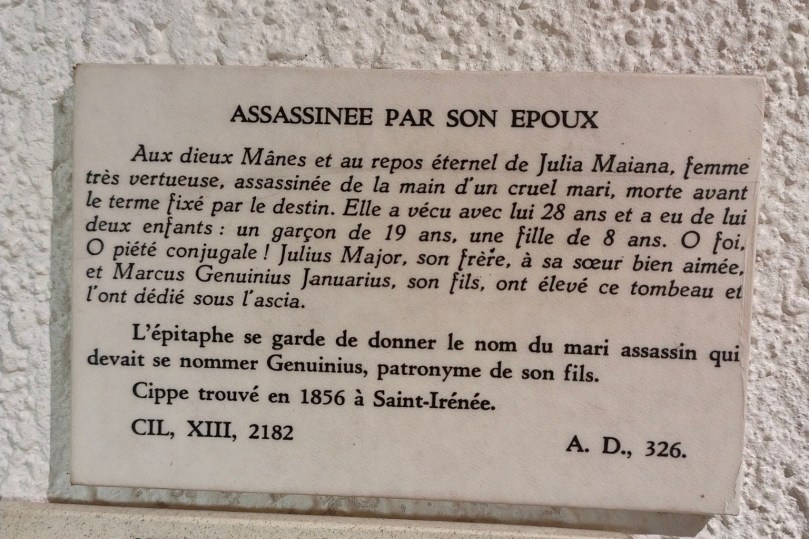 ASSASSINEE PAR SON EPOUX
Aux dieux Mânes et au repos éternel de Julia Maiana, femme
très vertueuse, assassinée de la main d'un cruel mari, morte avant
le terme fixé par le destin. Elle a vécu avec lui 28 ans et a eu de lui
deux enfants : un garçon de 19 ans, une fille de 8 ans. O foi,
O piété conjugale ! Julius Major, son frère, à sa sœur bien aimée,
et Marcus Genuinius Januarius, son fils, ont élevé ce tombeau et
l'ont dédié sous l'ascia.
L'épitaphe se garde de donner le nom du mari assassin qui
devait se nommer Genuinius, patronyme de son fils.
Cippe trouvé en 1856 à Saint-Irénée.
CIL, XIII, 2182
A. D., 326.